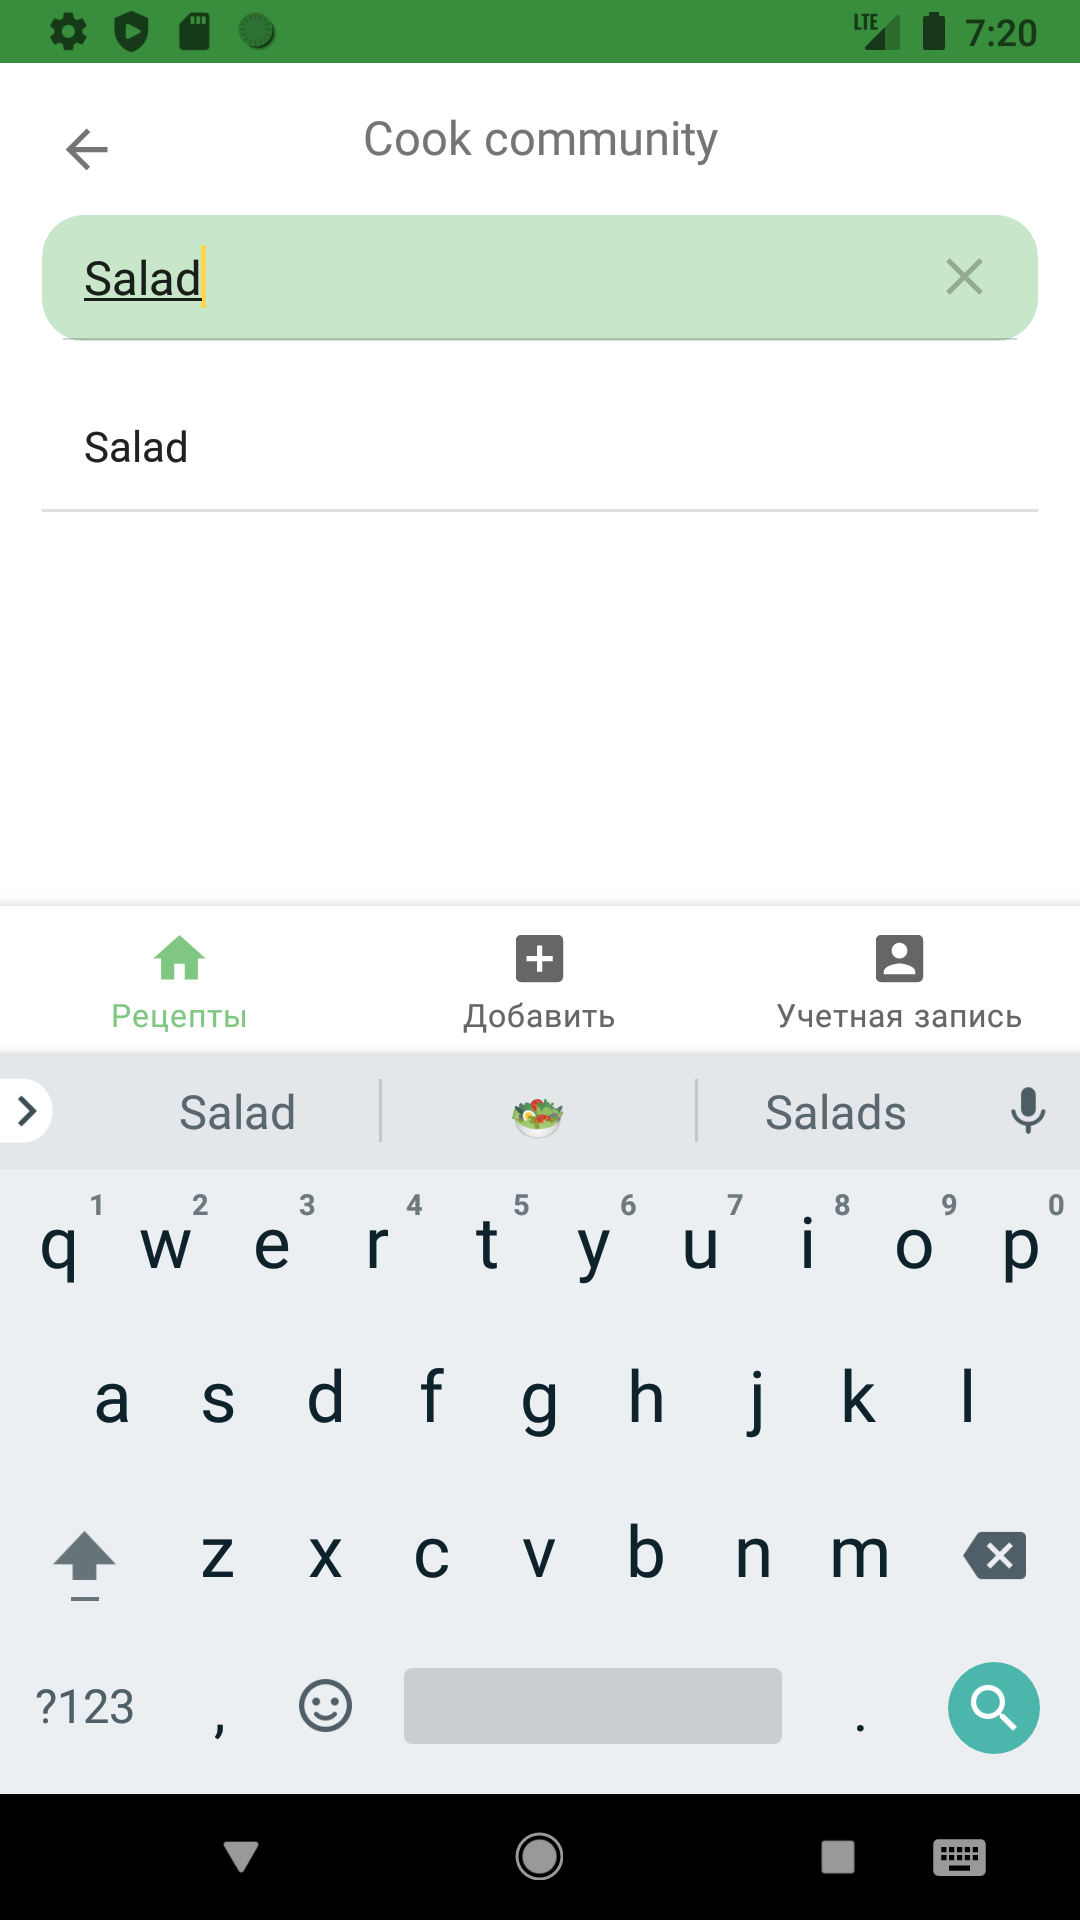 LTE 7:20
Cook community
Salad
Salad
Рецепты Добавить Учетная запись
Salad Salads
1 2 3 4 5 6 7 8 9 0
q w e r t y u i o p
a s d f g h j k l
z x c v b n m
?123 , .